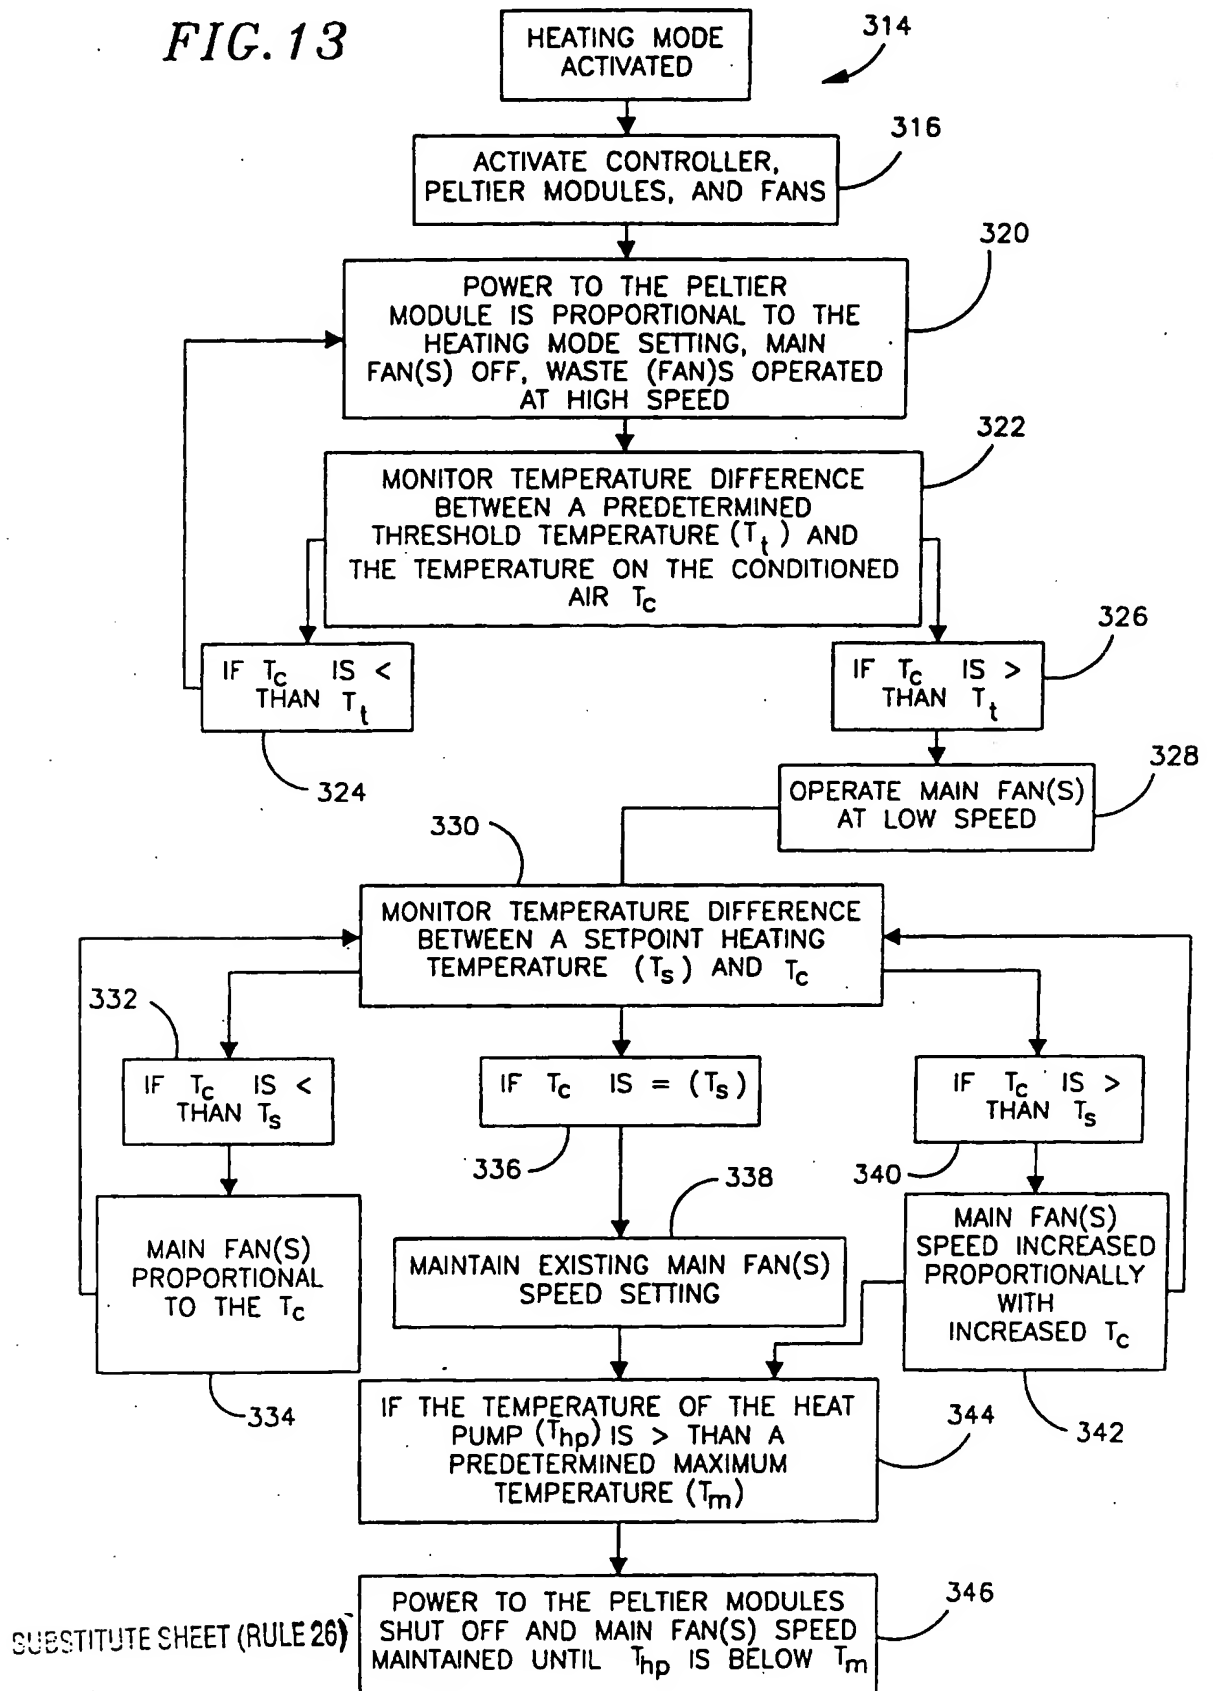 FIG. 13
HEATING MODE
ACTIVATED
314
ACTIVATE CONTROLLER,
PELTIER MODULES, AND FANS
316
POWER TO THE PELTIER
MODULE IS PROPORTIONAL TO THE
HEATING MODE SETTING, MAIN
FAN(S) OFF, WASTE (FAN)S OPERATED
AT HIGH SPEED
320
MONITOR TEMPERATURE DIFFERENCE
BETWEEN A PREDETERMINED
THRESHOLD TEMPERATURE (Tt) AND
THE TEMPERATURE ON THE CONDITIONED
AIR Tc
322
IF Tc IS <
THAN Tt
324
IF Tc IS >
THAN Tt
326
OPERATE MAIN FAN(S)
AT LOW SPEED
328
330
MONITOR TEMPERATURE DIFFERENCE
BETWEEN A SETPOINT HEATING
TEMPERATURE (Ts) AND Tc
332
IF Tc IS <
THAN Ts
IF Tc IS = (Ts)
336
IF Tc IS >
THAN Ts
340
MAIN FAN(S)
PROPORTIONAL
TO THE Tc
334
338
MAINTAIN EXISTING MAIN FAN(S)
SPEED SETTING
MAIN FAN(S)
SPEED INCREASED
PROPORTIONALLY
WITH
INCREASED Tc
342
IF THE TEMPERATURE OF THE HEAT
PUMP (Thp) IS > THAN A
PREDETERMINED MAXIMUM
TEMPERATURE (Tm)
344
POWER TO THE PELTIER MODULES
SHUT OFF AND MAIN FAN(S) SPEED
MAINTAINED UNTIL Thp IS BELOW Tm
346
SUBSTITUTE SHEET (RULE 26)